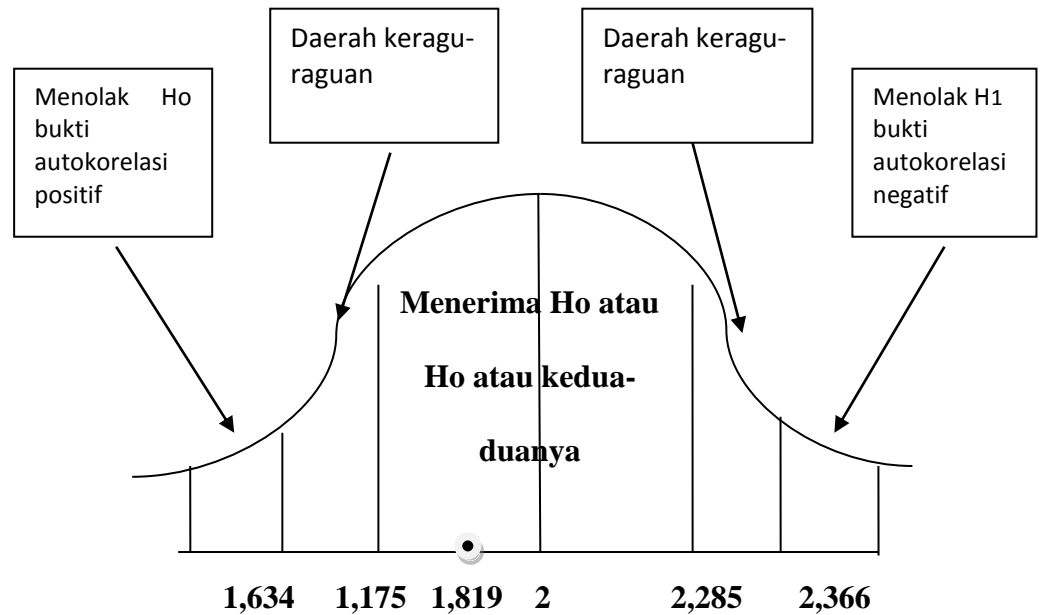 Menolak Ho
bukti
autokorelasi
positif
Daerah keragu-
raguan
Daerah keragu-
raguan
Menolak H1
bukti
autokorelasi
negatif
Menerima Ho atau
Ho atau kedua-
duanya
1,634 1,175 1,819 2 2,285 2,366